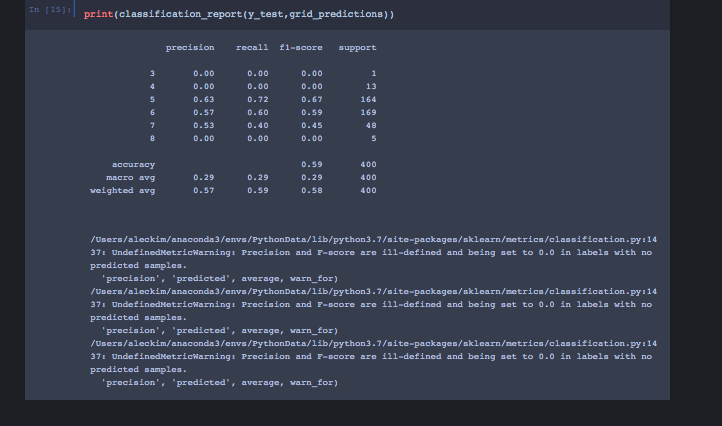 In [15]: print(classification_report(y_test,grid_predictions))
precision recall f1-score support
3 0.00 0.00 0.00 1
4 0.00 0.00 0.00 13
5 0.63 0.72 0.67 164
6 0.57 0.60 0.59 169
7 0.53 0.40 0.45 48
8 0.00 0.00 0.00 5
accuracy 0.59 400
macro avg 0.29 0.29 0.29 400
weighted avg 0.57 0.59 0.58 400
/Users/aleckim/anaconda3/envs/PythonData/lib/python3.7/site-packages/sklearn/metrics/classification.py:14
37: UndefinedMetricWarning: Precision and F-score are ill-defined and being set to 0.0 in labels with no
predicted samples.
'precision', 'predicted', average, warn_for)
/Users/aleckim/anaconda3/envs/PythonData/lib/python3.7/site-packages/sklearn/metrics/classification.py:14
37: UndefinedMetricWarning: Precision and F-score are ill-defined and being set to 0.0 in labels with no
predicted samples.
'precision', 'predicted', average, warn_for)
/Users/aleckim/anaconda3/envs/PythonData/lib/python3.7/site-packages/sklearn/metrics/classification.py:14
37: UndefinedMetricWarning: Precision and F-score are ill-defined and being set to 0.0 in labels with no
predicted samples.
'precision', 'predicted', average, warn_for)